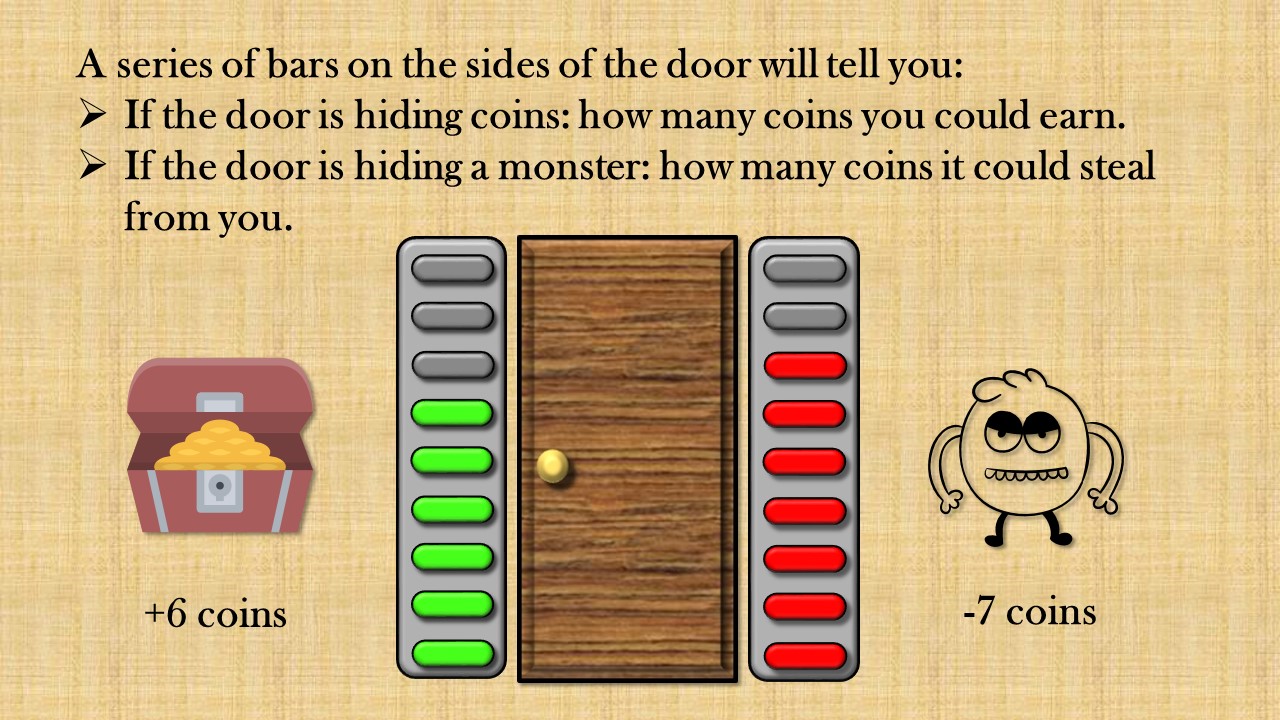 A series of bars on the sides of the door will tell you:
➢ If the door is hiding coins: how many coins you could earn.
➢ If the door is hiding a monster: how many coins it could steal
from you.
+6 coins
-7 coins